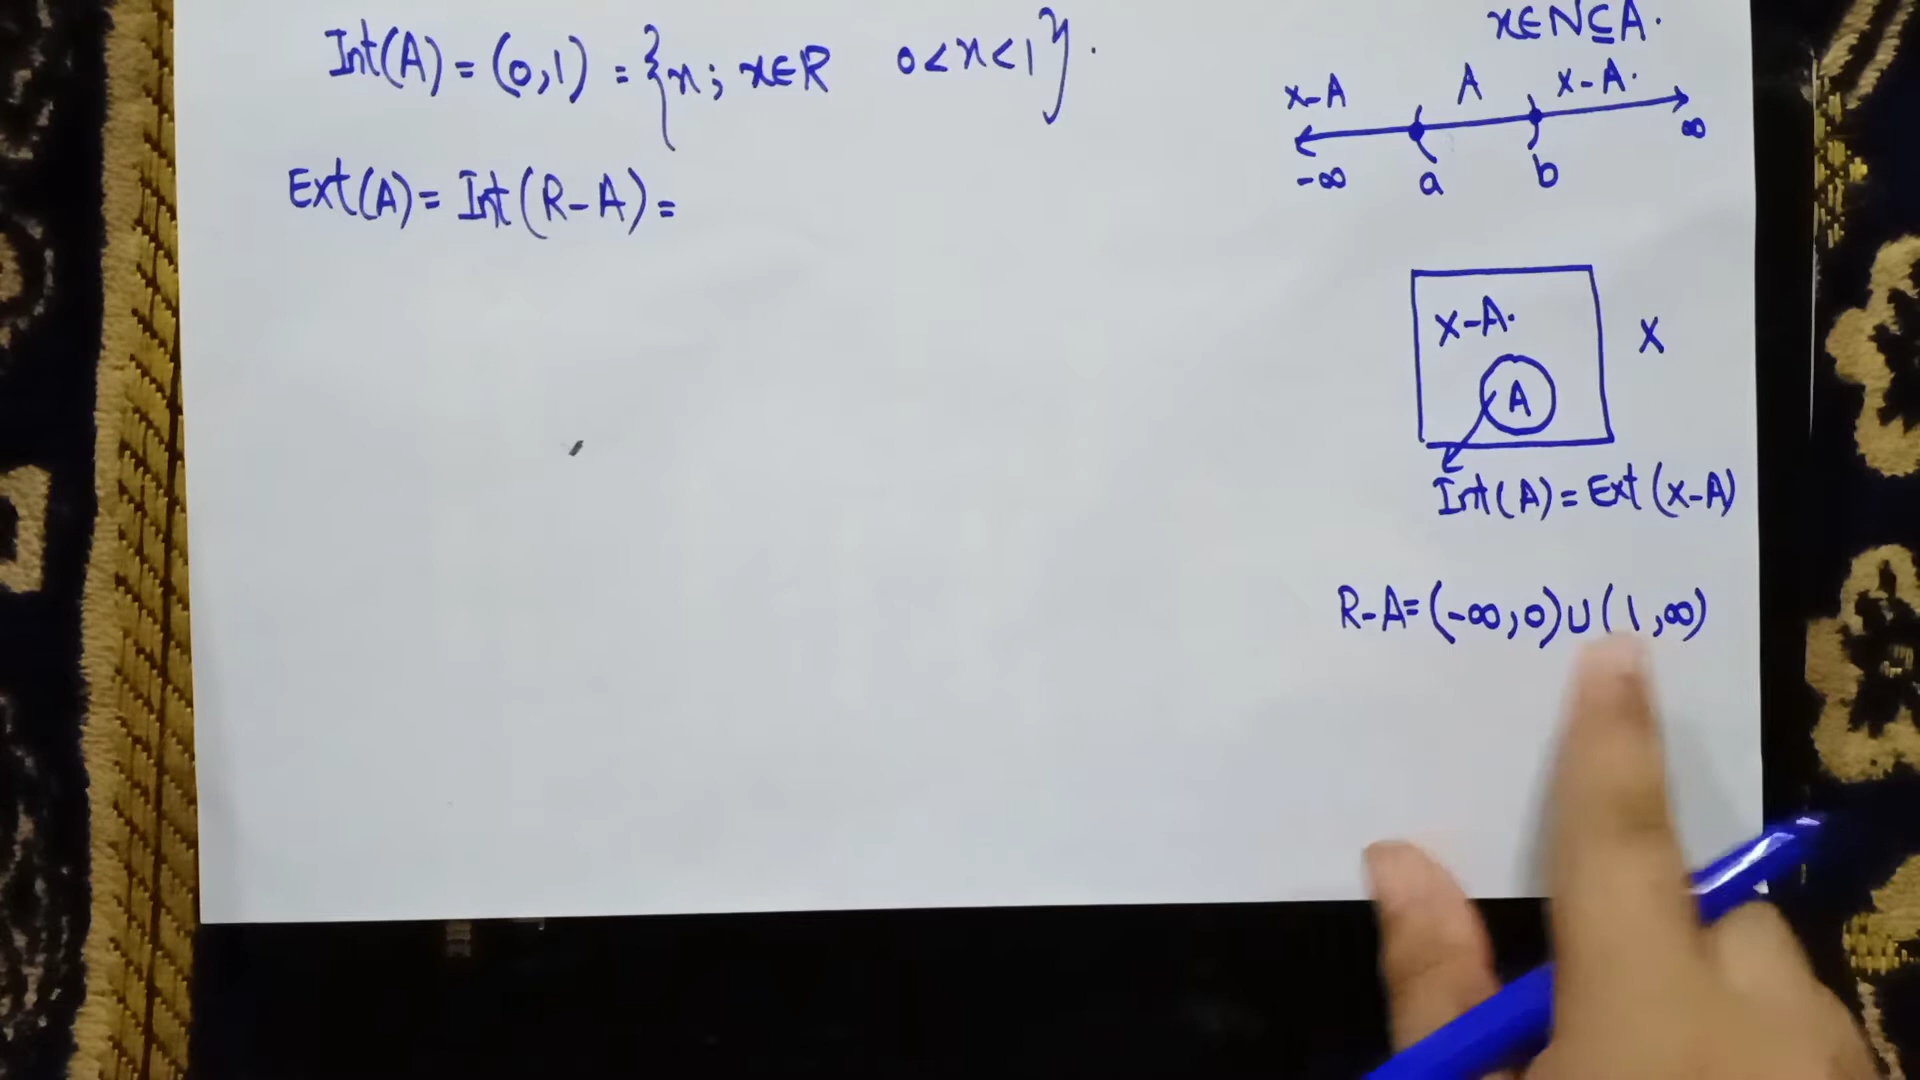 Int(A) = (0,1) = {x; x∈R 0<x<1}.
Ext(A) = Int(R-A) =
x∈N⊆A.
X-A A X-A.
-∞ a b ∞
X-A.
A
X
Int(A) = Ext(X-A)
R-A=(-∞,0)∪(1,∞)